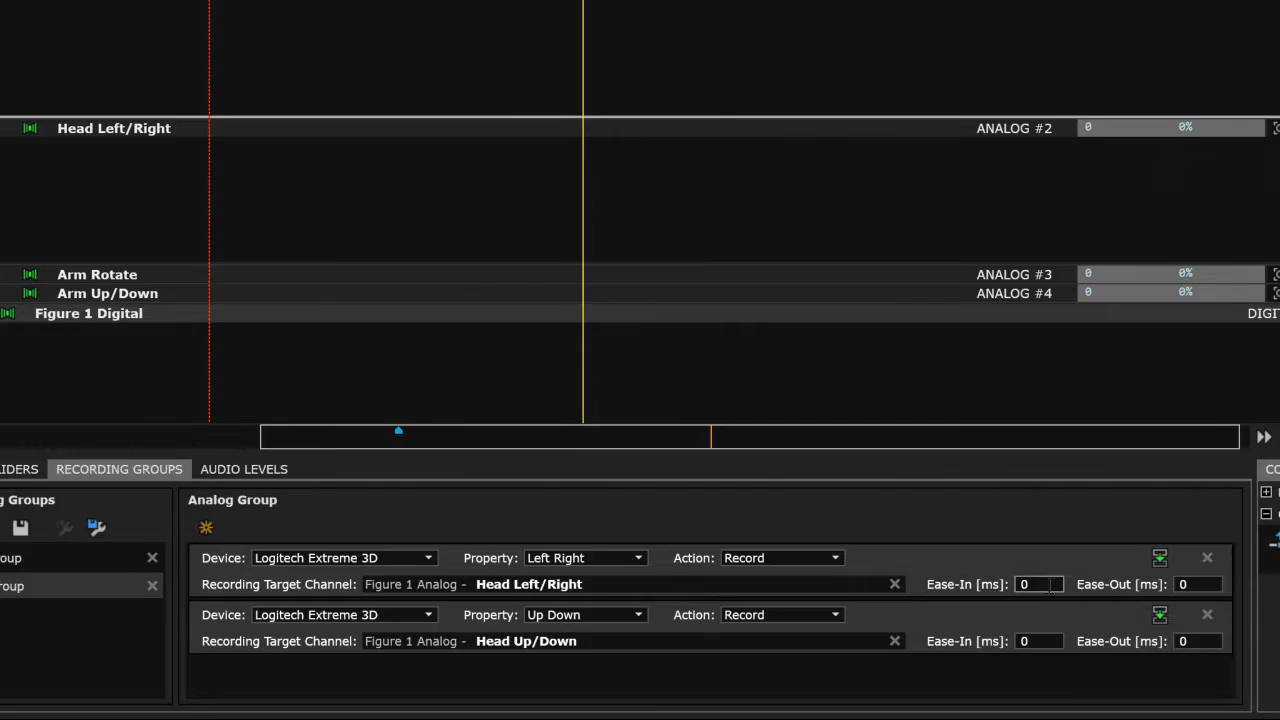 Head Left/Right ANALOG #2 0 0%
Arm Rotate ANALOG #3 0 0%
Arm Up/Down ANALOG #4 0 0%
Figure 1 Digital DIGIT
LIDERS RECORDING GROUPS AUDIO LEVELS CO
g Groups Analog Group
Device: Logitech Extreme 3D Property: Left Right Action: Record
roup
Recording Target Channel: Figure 1 Analog - Head Left/Right Ease-In [ms]: 0 Ease-Out [ms]: 0
roup
Device: Logitech Extreme 3D Property: Up Down Action: Record
Recording Target Channel: Figure 1 Analog - Head Up/Down Ease-In [ms]: 0 Ease-Out [ms]: 0